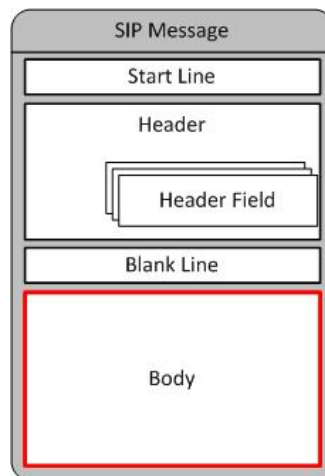 SIP Message
Start Line
Header
Header Field
Blank Line
Body